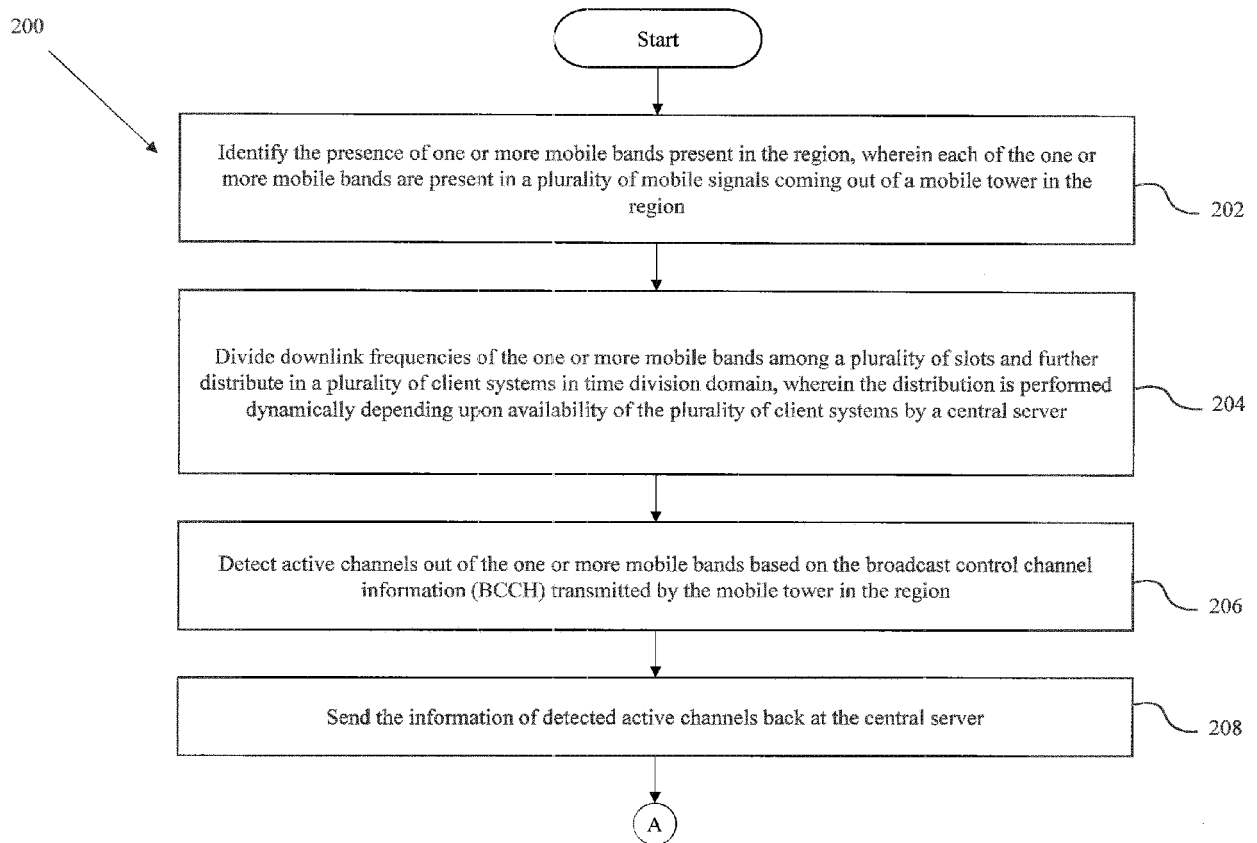 200
Start
Identify the presence of one or more mobile bands present in the region, wherein each of the one or
more mobile bands are present in a plurality of mobile signals coming out of a mobile tower in the
region
202
Divide downlink frequencies of the one or more mobile bands among a plurality of slots and further
distribute in a plurality of client systems in time division domain, wherein the distribution is performed
dynamically depending upon availability of the plurality of client systems by a central server
204
Detect active channels out of the one or more mobile bands based on the broadcast control channel
information (BCCH) transmitted by the mobile tower in the region
206
Send the information of detected active channels back at the central server
208
A